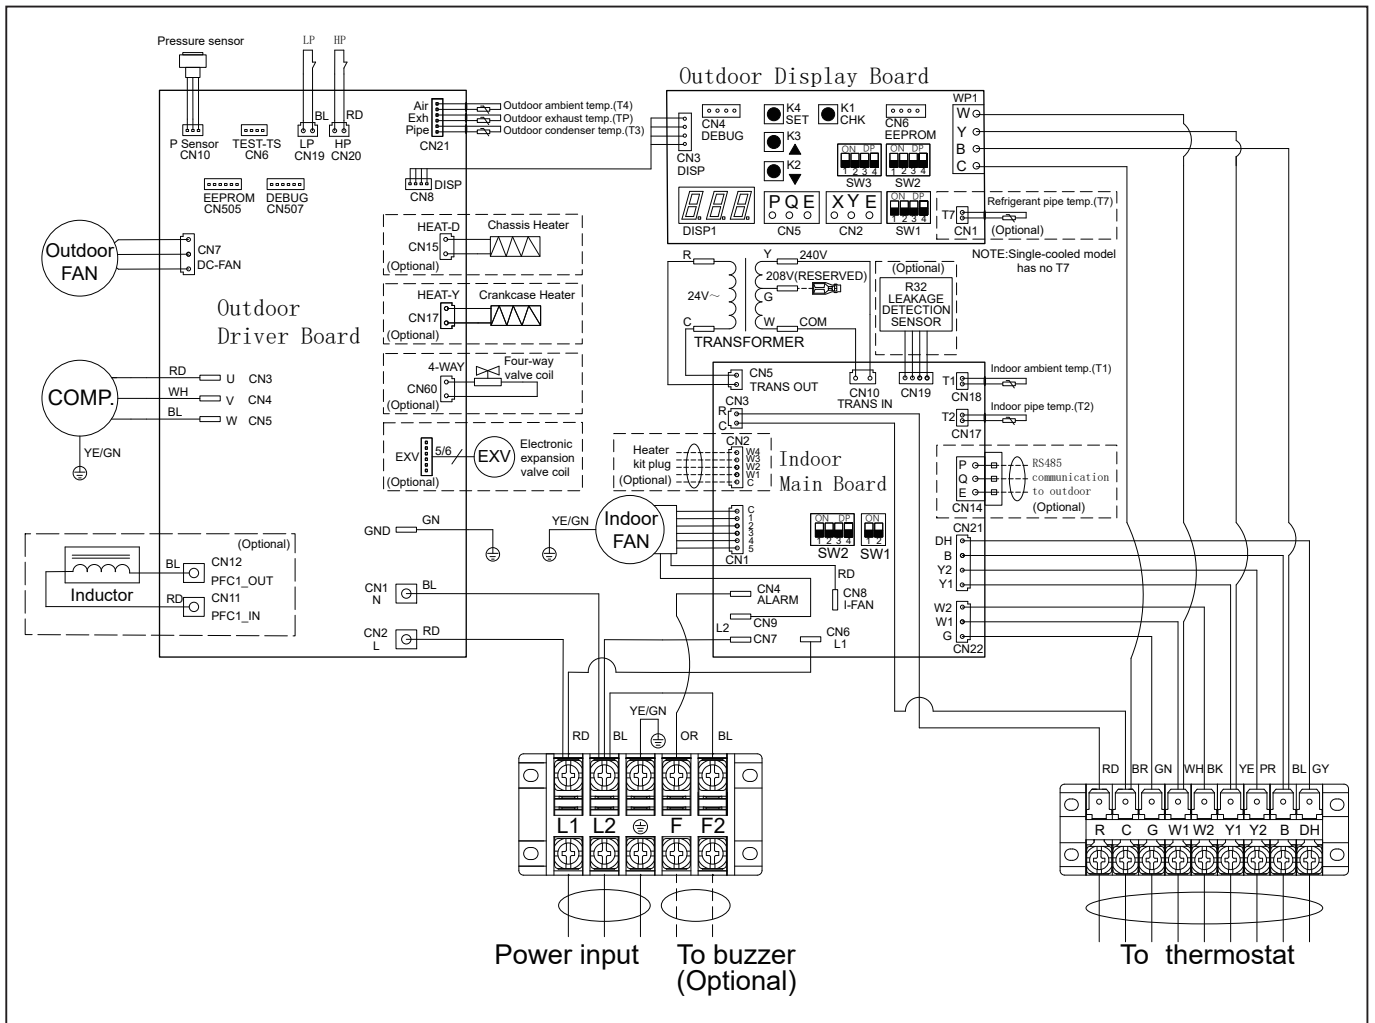 Pressure sensor
LP
HP
BL
RD
P Sensor
CN10
TEST-TS
CN6
LP
CN19
HP
CN20
Air
Exh
Pipe
CN21
Outdoor ambient temp.(T4)
Outdoor exhaust temp.(TP)
Outdoor condenser temp.(T3)
DISP
CN8
EEPROM
CN505
DEBUG
CN507
Outdoor
FAN
CN7
DC-FAN
Outdoor
Driver Board
HEAT-D
Chassis Heater
CN15
(Optional)
HEAT-Y
Crankcase Heater
CN17
(Optional)
4-WAY
Four-way
valve coil
CN60
(Optional)
EXV
5/6
EXV
Electronic
expansion
valve coil
(Optional)
COMP.
RD
U CN3
WH
V CN4
BL
W CN5
YE/GN
GND
GN
(Optional)
Inductor
BL
CN12
PFC1_OUT
RD
CN11
PFC1_IN
CN1
N
BL
CN2
L
RD
Outdoor Display Board
CN3
DISP
CN4
DEBUG
K4
SET
K1
CHK
K3
K2
CN6
EEPROM
ON DP
1 2 3 4
SW3
ON DP
1 2 3 4
SW2
ON DP
1 2 3 4
SW1
DISP1
P Q E
CN5
X Y E
CN2
WP1
W
Y
B
C
T7
CN1
Refrigerant pipe temp.(T7)
(Optional)
NOTE:Single-cooled model
has no T7
R
24V～
C
Y
240V
208V(RESERVED)
G
W
COM
TRANSFORMER
(Optional)
R32
LEAKAGE
DETECTION
SENSOR
CN5
TRANS OUT
CN10
TRANS IN
CN19
T1
CN18
Indoor ambient temp.(T1)
T2
CN17
Indoor pipe temp.(T2)
CN3
R
C
CN2
W4
W3
W2
W1
C
Heater
kit plug
(Optional)
Indoor
Main Board
P
Q
E
CN14
RS485
communication
to outdoor
(Optional)
YE/GN
Indoor
FAN
C
1
2
3
4
5
CN1
ON
1 2 3 4
SW2
ON
1 2
SW1
CN21
DH
B
Y2
Y1
W2
W1
G
CN22
RD
CN8
I-FAN
CN4
ALARM
CN9
L2
CN7
CN6
L1
RD
BL
YE/GN
OR
BL
L1 L2 F F2
Power input
To buzzer
(Optional)
RD BR GN WH BK YE PR BL GY
R C G W1 W2 Y1 Y2 B DH
To thermostat